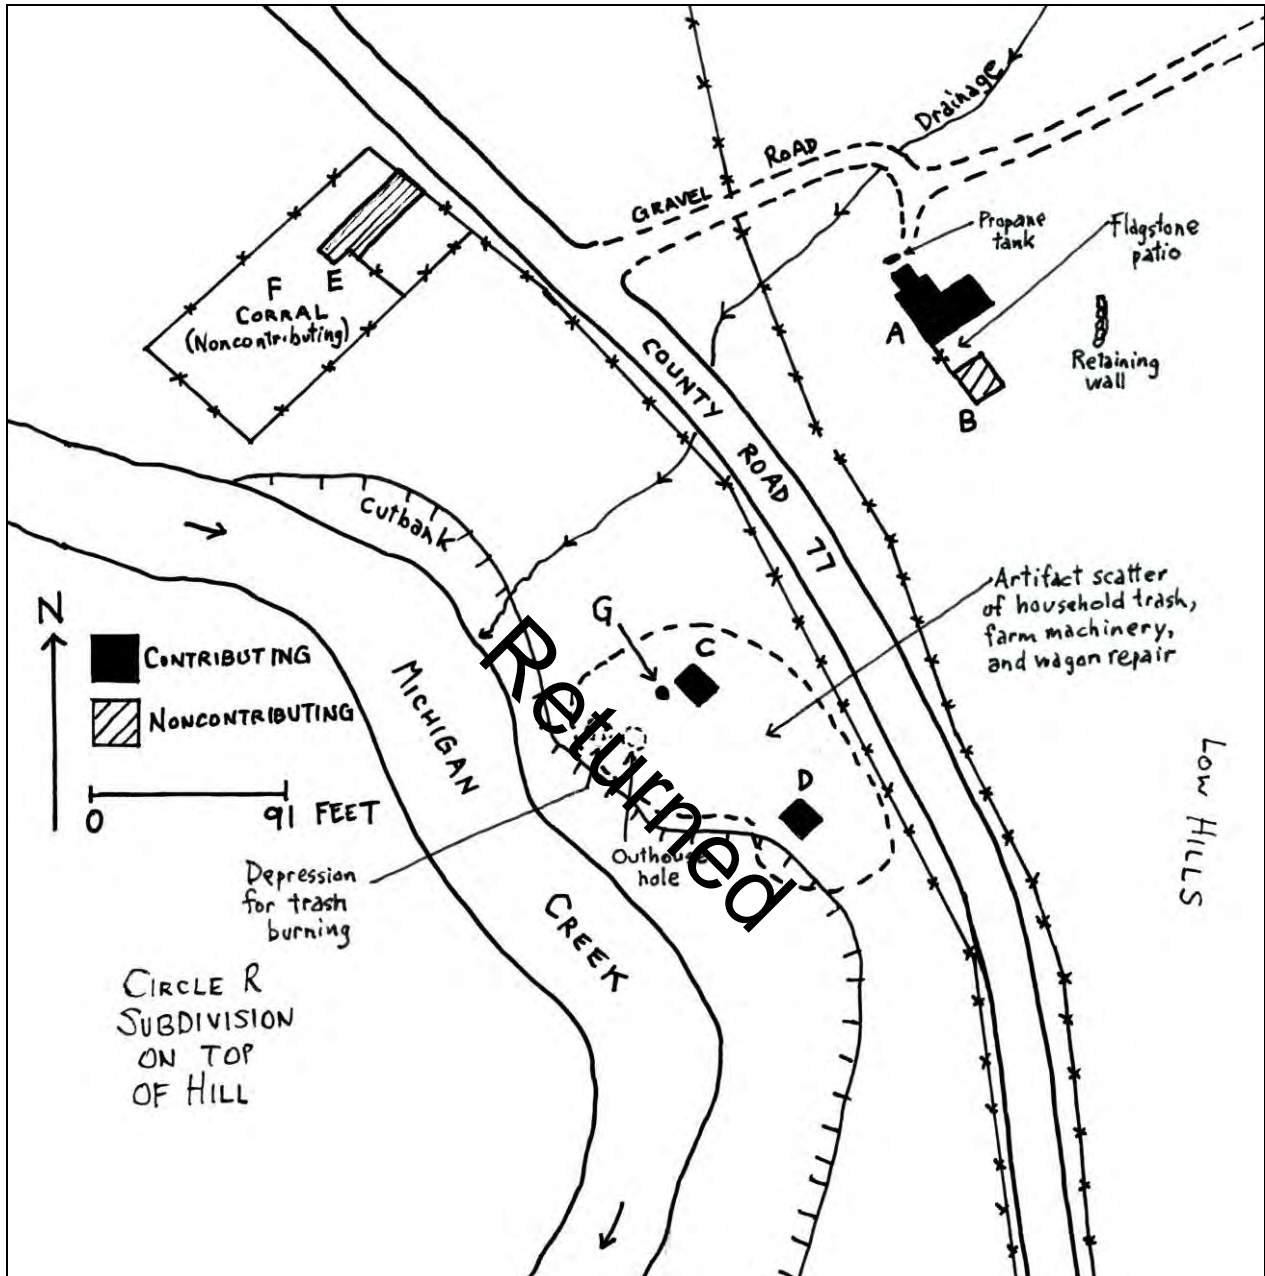 Drainage
GRAVEL ROAD
Propane
tank
Flagstone
patio
E
F
CORRAL
(Noncontributing)
A
B
Retaining
wall
COUNTY ROAD 77
Cutbank
N
CONTRIBUTING
NONCONTRIBUTING
0 91 FEET
G
C
D
Artifact scatter
of household trash,
farm machinery,
and wagon repair
MICHIGAN
CREEK
Returned
Outhouse
hole
Depression
for trash
burning
LOW HILLS
CIRCLE R
SUBDIVISION
ON TOP
OF HILL